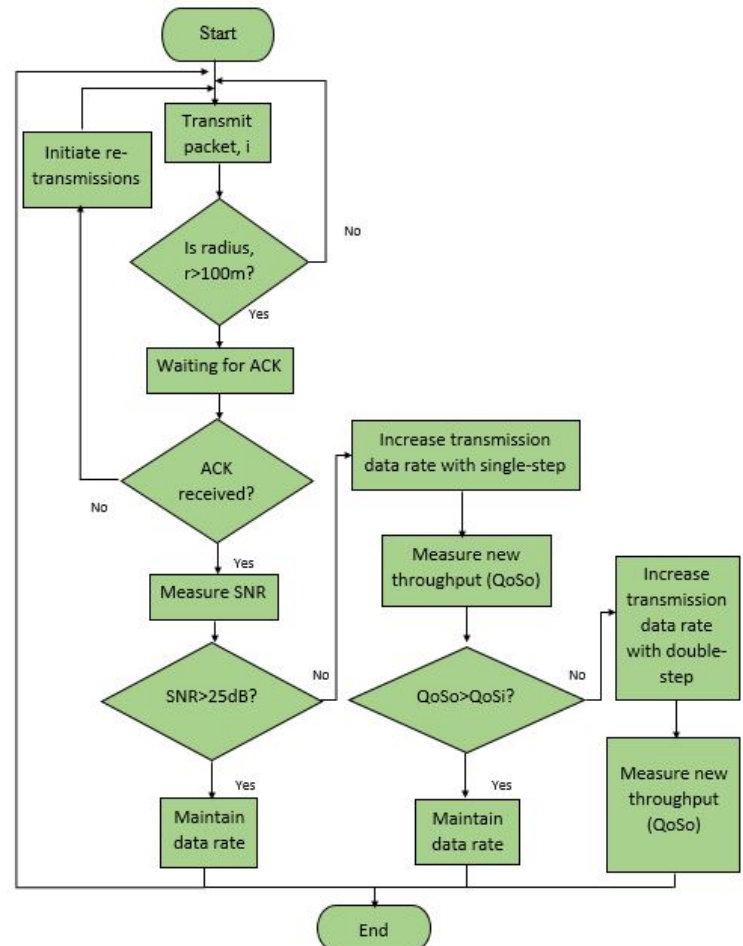 Start
Transmit
packet, i
Initiate re-
transmissions
Is radius,
r>100m?
No
Yes
Waiting for ACK
ACK
received?
No
Yes
Measure SNR
SNR>25dB?
No
Yes
Maintain
data rate
Increase transmission
data rate with single-step
Measure new
throughput (QoSo)
QoSo>QoSi?
No
Yes
Maintain
data rate
Increase
transmission
data rate
with double-
step
Measure new
throughput
(QoSo)
End